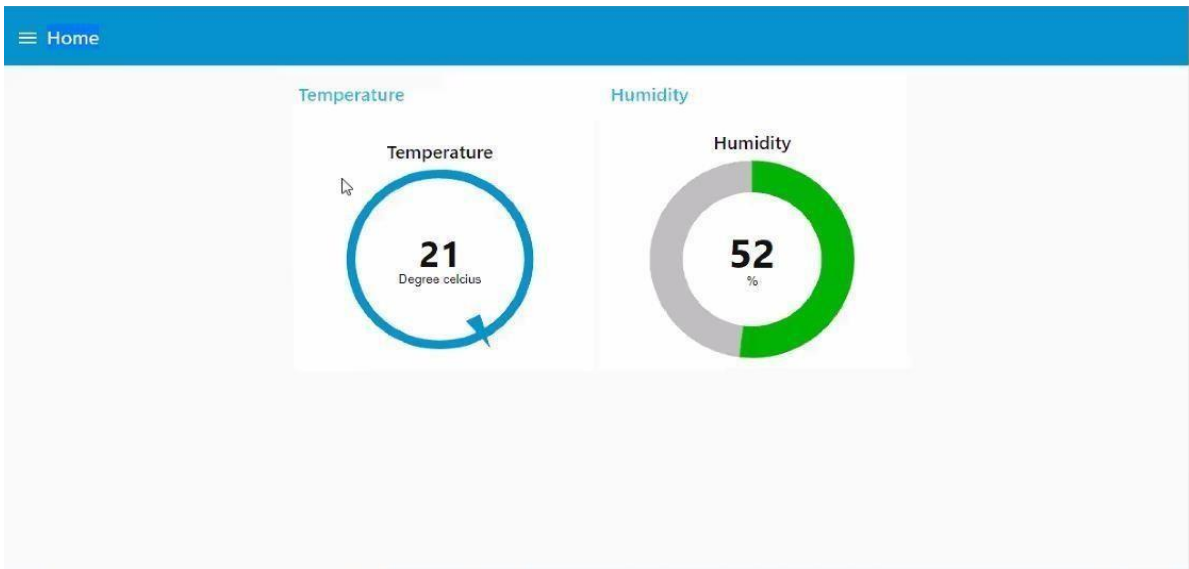 Home
Temperature
Temperature
21
Degree celcius
Humidity
Humidity
52
%